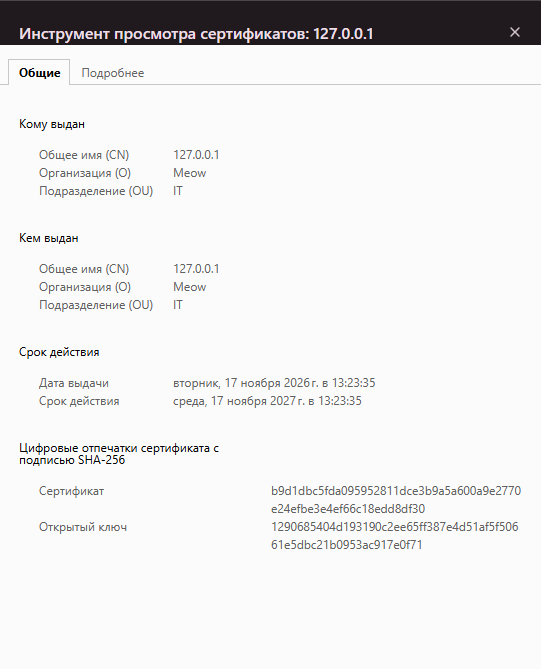 Инструмент просмотра сертификатов: 127.0.0.1
Общие Подробнее
Кому выдан
Общее имя (CN) 127.0.0.1
Организация (O) Meow
Подразделение (OU) IT
Кем выдан
Общее имя (CN) 127.0.0.1
Организация (O) Meow
Подразделение (OU) IT
Срок действия
Дата выдачи вторник, 17 ноября 2026 г. в 13:23:35
Срок действия среда, 17 ноября 2027 г. в 13:23:35
Цифровые отпечатки сертификата с
подписью SHA-256
Сертификат b9d1dbc5fda095952811dce3b9a5a600a9e2770
e24efbe3e4ef66c18edd8df30
Открытый ключ 1290685404d193190c2ee65ff387e4d51af5f506
61e5dbc21b0953ac917e0f71